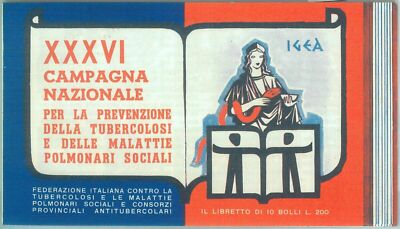 XXXVI
CAMPAGNA
NAZIONALE
PER LA PREVENZIONE
DELLA TUBERCOLOSI
E DELLE MALATTIE
POLMONARI SOCIALI
IGEA
FEDERAZIONE ITALIANA CONTRO LA
TUBERCOLOSI E LE MALATTIE
POLMONARI SOCIALI E CONSORZI
PROVINCIALI ANTITUBERCOLARI
IL LIBRETTO DI 10 BOLLI L. 200